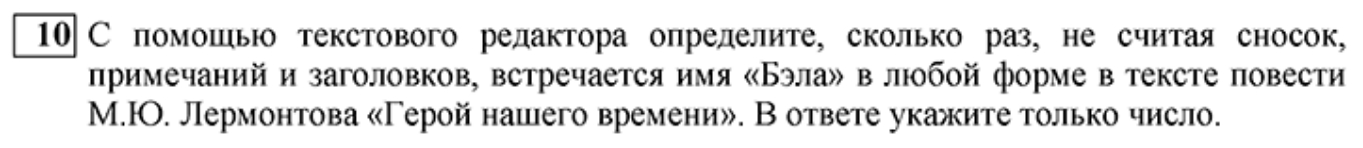 10 С помощью текстового редактора определите, сколько раз, не считая сносок,
примечаний и заголовков, встречается имя «Бэла» в любой форме в тексте повести
М.Ю. Лермонтова «Герой нашего времени». В ответе укажите только число.